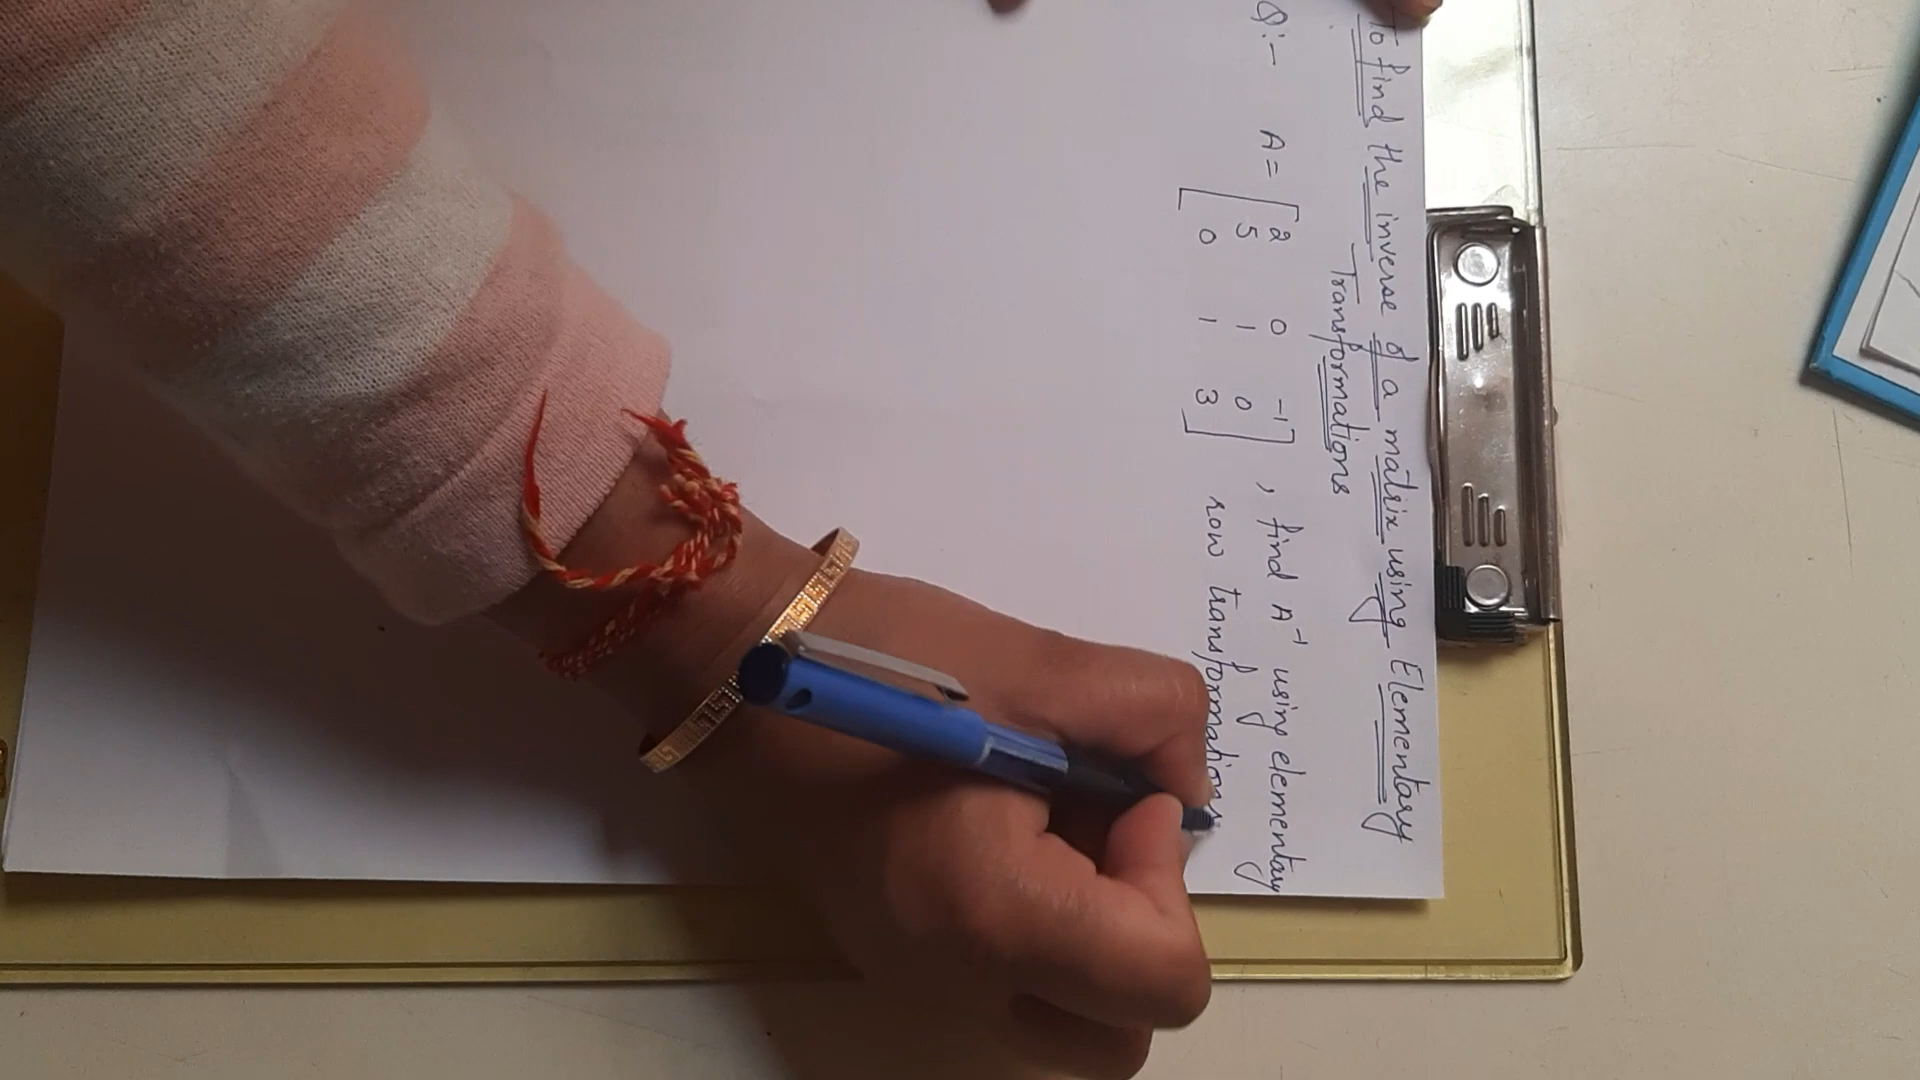 To find the inverse of a matrix using Elementary
Transformations
Q:- A = [2 0 -1
5 1 0
0 1 3] , find A⁻¹ using elementary
row transformations